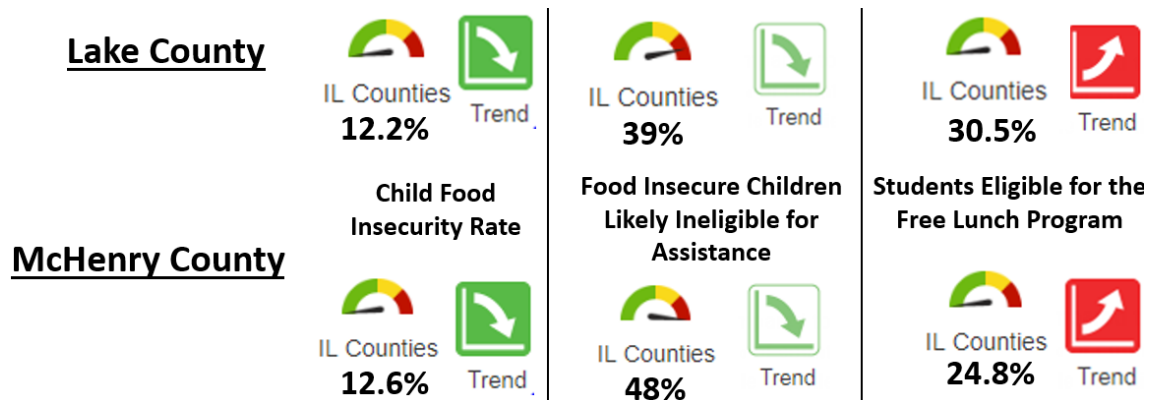 Lake County
IL Counties
12.2%
Trend
IL Counties
39%
Trend
IL Counties
30.5%
Trend
Child Food
Insecurity Rate
Food Insecure Children
Likely Ineligible for
Assistance
Students Eligible for the
Free Lunch Program
McHenry County
IL Counties
12.6%
Trend
IL Counties
48%
Trend
IL Counties
24.8%
Trend